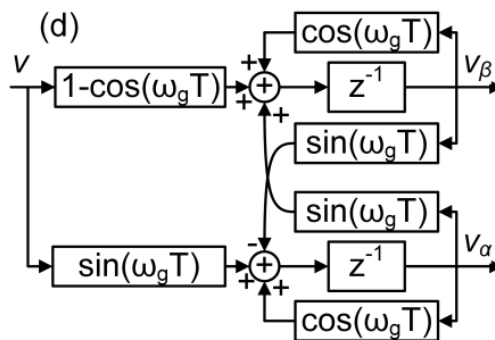 (d)
cos(ω_gT)
v
+
1-cos(ω_gT)
+
+
+
z⁻¹
v_β
sin(ω_gT)
sin(ω_gT)
-
sin(ω_gT)
+
+
+
z⁻¹
v_α
cos(ω_gT)